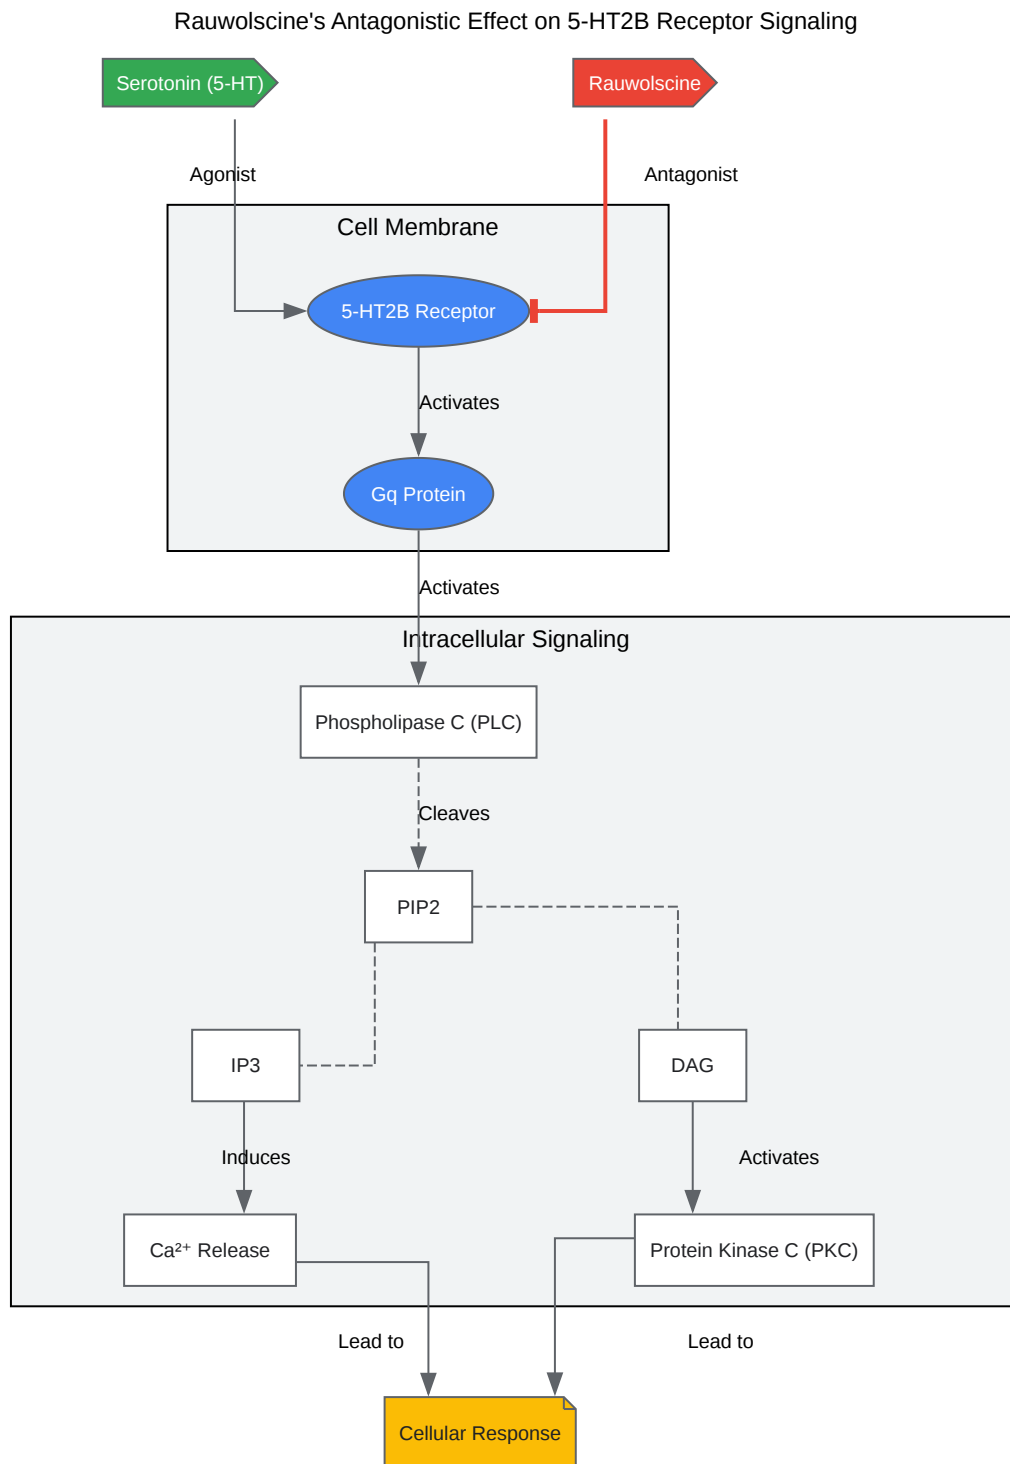 Rauwolscine's Antagonistic Effect on 5-HT2B Receptor Signaling
Serotonin (5-HT)
Rauwolscine
Agonist
Antagonist
Cell Membrane
5-HT2B Receptor
Activates
Gq Protein
Activates
Intracellular Signaling
Phospholipase C (PLC)
Cleaves
PIP2
IP3
DAG
Induces
Activates
Ca²⁺ Release
Protein Kinase C (PKC)
Lead to
Lead to
Cellular Response